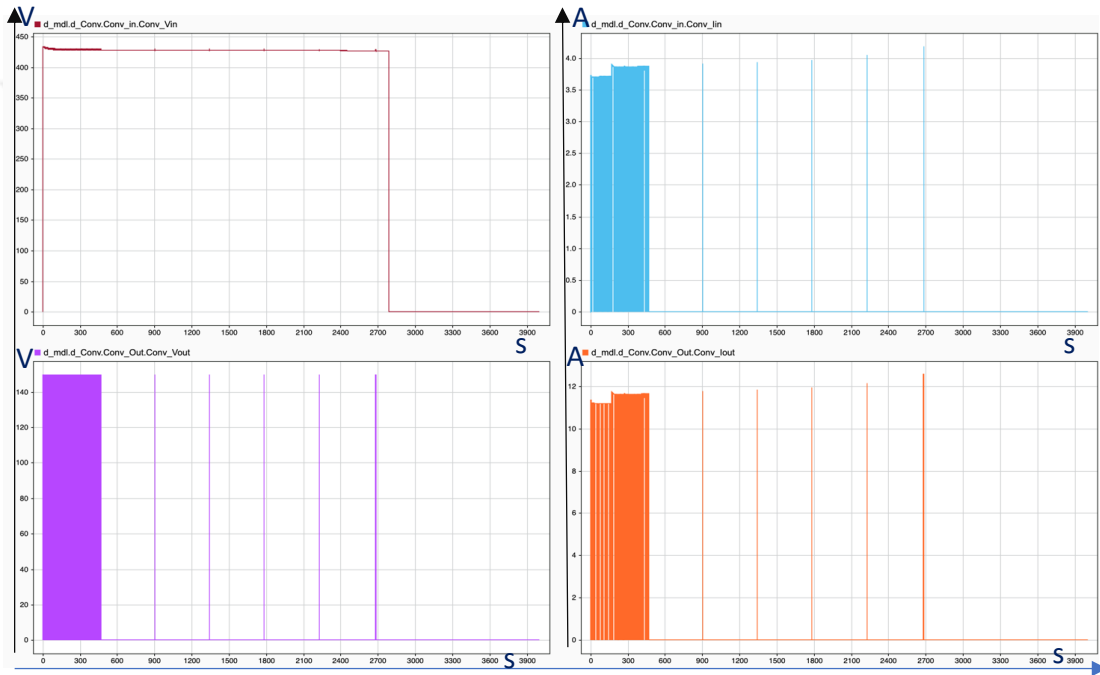 V
d_mdl.d_Conv.Conv_in.Conv_Vin
450
400
350
300
250
200
150
100
50
0
0 300 600 900 1200 1500 1800 2100 2400 2700 3000 3300 3600 3900
S
A
d_mdl.d_Conv.Conv_in.Conv_Iin
4.0
3.5
3.0
2.5
2.0
1.5
1.0
0.5
0
0 300 600 900 1200 1500 1800 2100 2400 2700 3000 3300 3600 3900
S
V
d_mdl.d_Conv.Conv_Out.Conv_Vout
140
120
100
80
60
40
20
0
0 300 600 900 1200 1500 1800 2100 2400 2700 3000 3300 3600 3900
S
A
d_mdl.d_Conv.Conv_Out.Conv_Iout
12
10
8
6
4
2
0
0 300 600 900 1200 1500 1800 2100 2400 2700 3000 3300 3600 3900
S